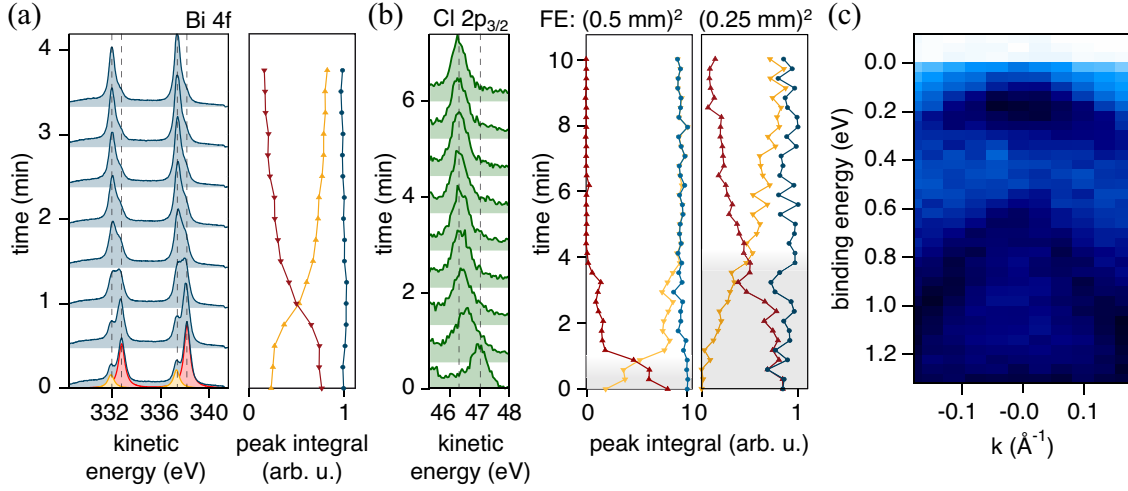 (a)
Bi 4f
4
3
2
1
0
time (min)
332
336
340
kinetic
energy (eV)
0
1
peak integral
(arb. u.)
(b)
Cl 2p3/2
6
4
2
0
time (min)
46
47
48
kinetic
energy (eV)
FE: (0.5 mm)²
(0.25 mm)²
10
8
6
4
2
0
time (min)
0
1
0
1
peak integral (arb. u.)
(c)
0.0
0.2
0.4
0.6
0.8
1.0
1.2
binding energy (eV)
-0.1
-0.0
0.1
k (Å⁻¹)